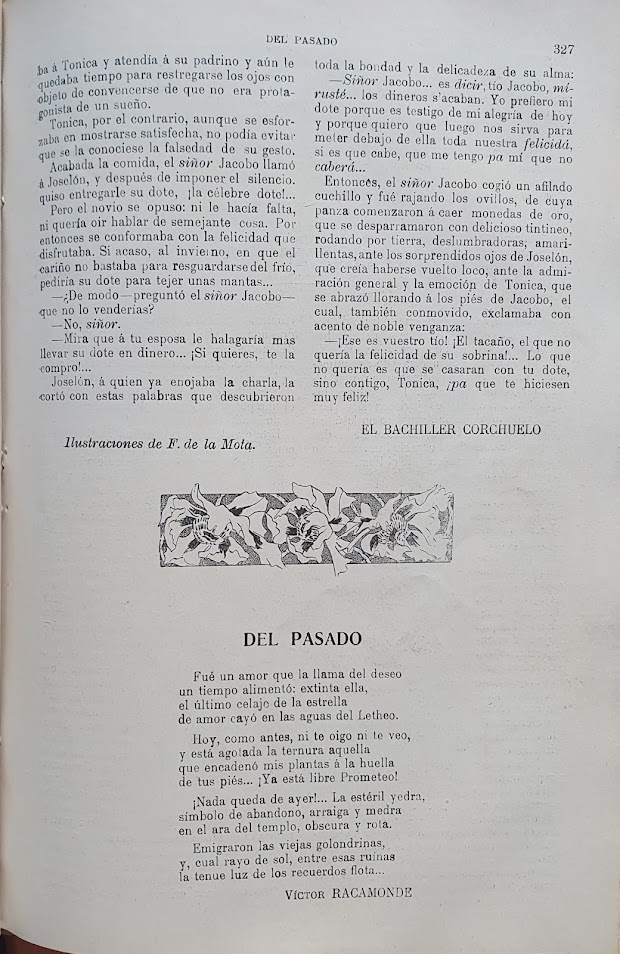 DEL PASADO
327
ba á Tonica y atendía á su padrino y aún le
quedaba tiempo para restregarse los ojos con
objeto de convencerse de que no era prota-
gonista de un sueño.
Tonica, por el contrario, aunque se esfor-
zaba en mostrarse satisfecha, no podía evitar
que se la conociese la falsedad de su gesto.
Acabada la comida, el siñor Jacobo llamó
á Joselón, y después de imponer el silencio.
quiso entregarle su dote, ¡la célebre dote!...
Pero el novio se opuso: ni le hacía falta,
ni quería oir hablar de semejante cosa. Por
entonces se conformaba con la felicidad que
disfrutaba. Si acaso, al invierno, en que el
cariño no bastaba para resguardarse del frío,
pediría su dote para tejer unas mantas...
—¿De modo—preguntó el siñor Jacobo—
que no lo venderías?
—No, siñor.
—Mira que á tu esposa le halagaría más
llevar su dote en dinero... ¡Si quieres, te la
compro!...
Joselón, á quien ya enojaba la charla, la
cortó con estas palabras que descubrieron
toda la bondad y la delicadeza de su alma:
—Siñor Jacobo... es dicir, tío Jacobo, mi-
rusté... los dineros s'acaban. Yo prefiero mi
dote porque es testigo de mi alegría de hoy
y porque quiero que luego nos sirva para
meter debajo de ella toda nuestra felicidá,
si es que cabe, que me tengo pa mí que no
caberá...
Entonces, el siñor Jacobo cogió un afilado
cuchillo y fué rajando los ovillos, de cuya
panza comenzaron á caer monedas de oro,
que se desparramaron con delicioso tintineo,
rodando por tierra, deslumbradoras, amari-
llentas, ante los sorprendidos ojos de Joselón,
que creía haberse vuelto loco, ante la admi-
ración general y la emoción de Tonica, que
se abrazó llorando á los piés de Jacobo, el
cual, también conmovido, exclamaba con
acento de noble venganza:
—¡Ese es vuestro tío! ¡El tacaño, el que no
quería la felicidad de su sobrina!... Lo que
no quería es que se casaran con tu dote,
sino contigo, Tonica, ¡pa que te hiciesen
muy feliz!
EL BACHILLER CORCHUELO
Ilustraciones de F. de la Mota.
DEL PASADO
Fué un amor que la llama del deseo
un tiempo alimentó: extinta ella,
el último celaje de la estrella
de amor cayó en las aguas del Letheo.
Hoy, como antes, ni te oigo ni te veo,
y está agotada la ternura aquella
que encadenó mis plantas á la huella
de tus piés... ¡Ya está libre Prometeo!
¡Nada queda de ayer!... La estéril yedra,
símbolo de abandono, arraiga y medra
en el ara del templo, obscura y rota.
Emigraron las viejas golondrinas,
y, cual rayo de sol, entre esas ruinas
la tenue luz de los recuerdos flota...
VÍCTOR RACAMONDE